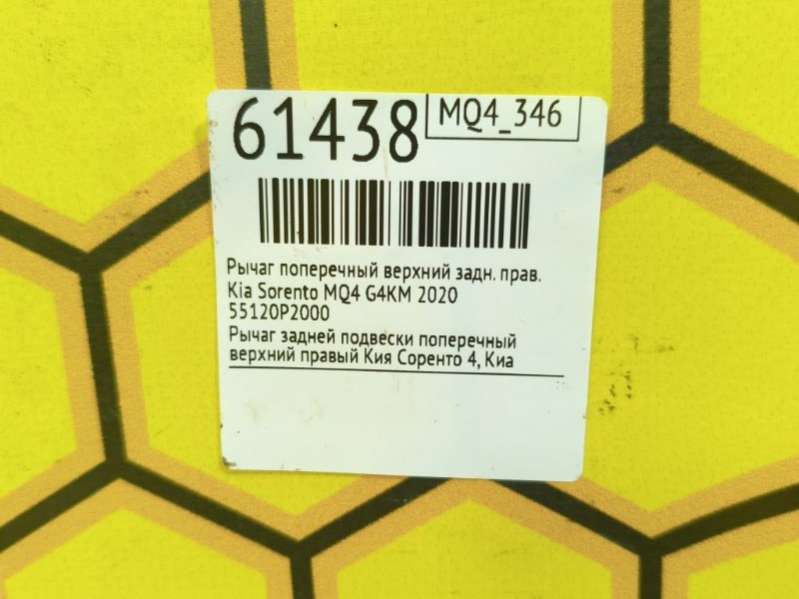 61438 MQ4_346
Рычаг поперечный верхний задн. прав.
Kia Sorento MQ4 G4KM 2020
55120P2000
Рычаг задней подвески поперечный
верхний правый Кия Соренто 4, Киа